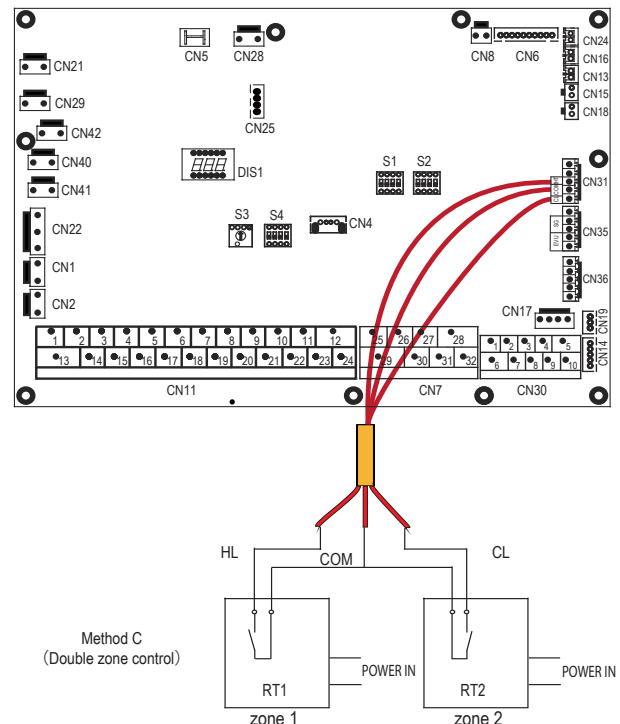 CN5
CN28
CN8
CN6
CN24
CN16
CN13
CN15
CN18
CN21
CN29
CN42
CN25
CN40
CN41
DIS1
S1
S2
CN31
CN22
S3
S4
CN4
SG
EVU
CN35
CN1
CN36
CN2
CN17
CN19
CN14
1 2 3 4 5 6 7 8 9 10 11 12
13 14 15 16 17 18 19 20 21 22 23 24
25 26 27 28
29 30 31 32
1 2 3 4 5
6 7 8 9 10
CN11
CN7
CN30
HL
COM
CL
Method C
(Double zone control)
RT1
POWER IN
RT2
POWER IN
zone 1
zone 2